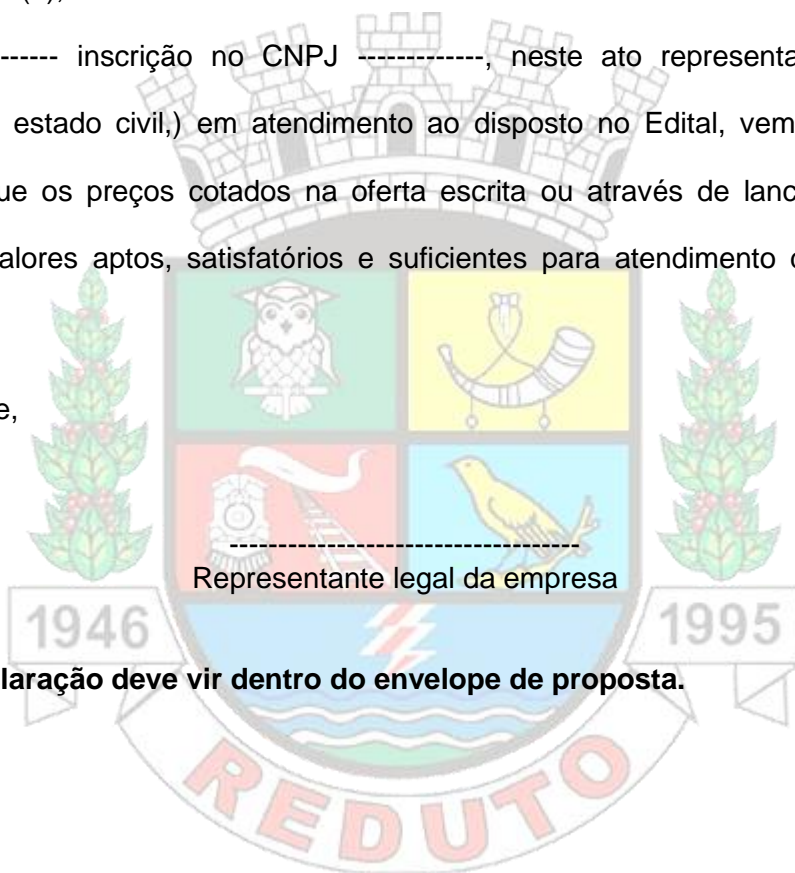 ------ inscrição no CNPJ -------------, neste ato representa
estado civil,) em atendimento ao disposto no Edital, vem
ue os preços cotados na oferta escrita ou através de lanc
alores aptos, satisfatórios e suficientes para atendimento
e,
------------------------------------
Representante legal da empresa
1946 1995
laração deve vir dentro do envelope de proposta.
REDUTO